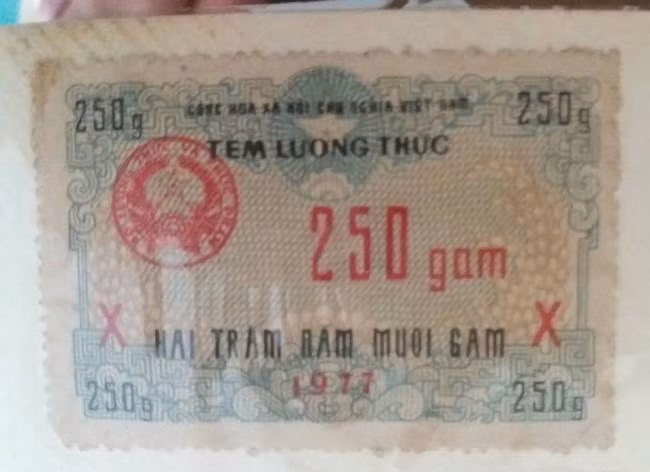 250g
CỘNG HÒA XÃ HỘI CHỦ NGHĨA VIỆT NAM
250g
TEM LƯƠNG THỰC
250 gam
X
HAI TRĂM NĂM MƯƠI GAM
X
1977
250g
250g